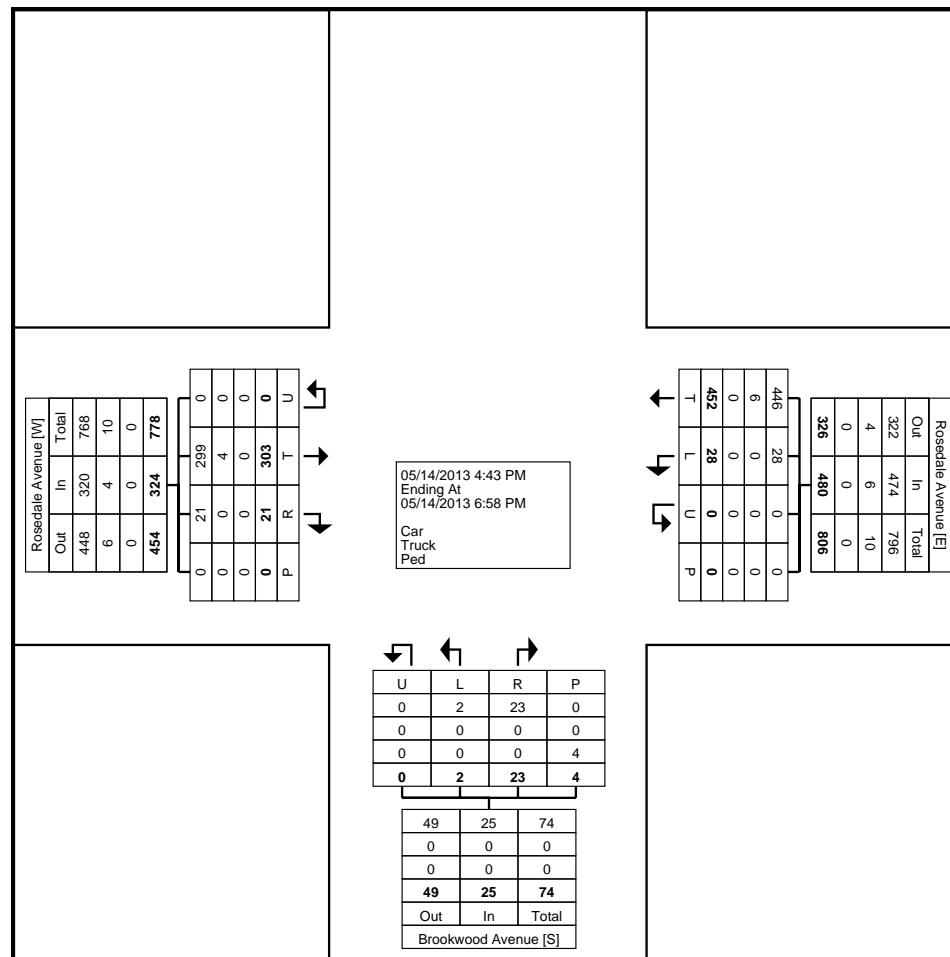 Rosedale Avenue [W]
Total In Out
768 320 448
10 4 6
0 0 0
778 324 454
0 299 21 0
0 4 0 0
0 0 0 0
0 303 21 0
U T R P
05/14/2013 4:43 PM
Ending At
05/14/2013 6:58 PM
Car
Truck
Ped
Rosedale Avenue [E]
Out In Total
322 474 796
4 6 10
0 0 0
326 480 806
446 28 0 0
6 0 0 0
0 0 0 0
452 28 0 0
T L U P
U L R P
0 2 23 0
0 0 0 0
0 0 0 4
0 2 23 4
49 25 74
0 0 0
0 0 0
49 25 74
Out In Total
Brookwood Avenue [S]